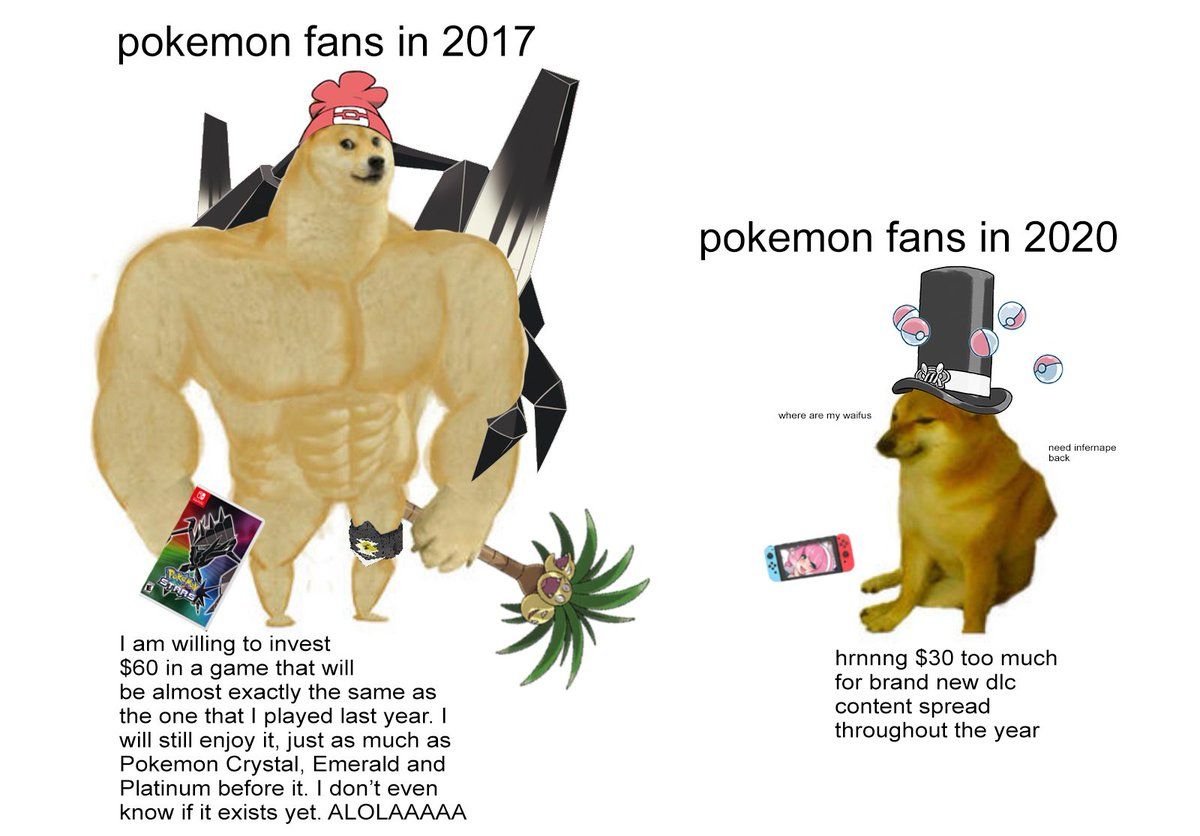 pokemon fans in 2017
pokemon fans in 2020
where are my waifus
need infernape
back
POKéMON
STARS
E
I am willing to invest
$60 in a game that will
be almost exactly the same as
the one that I played last year. I
will still enjoy it, just as much as
Pokemon Crystal, Emerald and
Platinum before it. I don’t even
know if it exists yet. ALOLAAAAA
hrnnng $30 too much
for brand new dlc
content spread
throughout the year